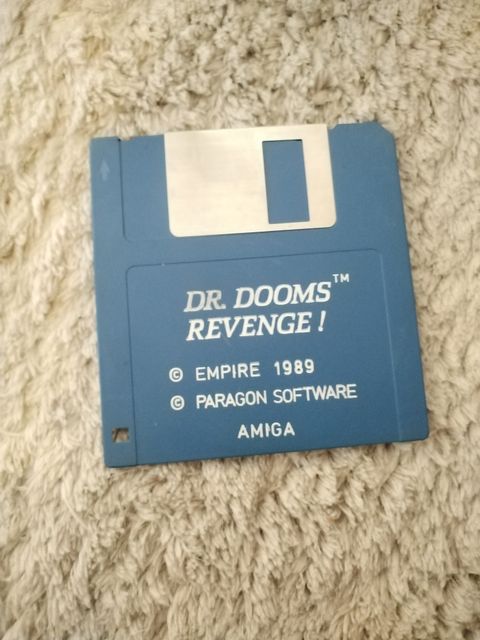 DR. DOOMS™
REVENGE!
© EMPIRE 1989
© PARAGON SOFTWARE
AMIGA